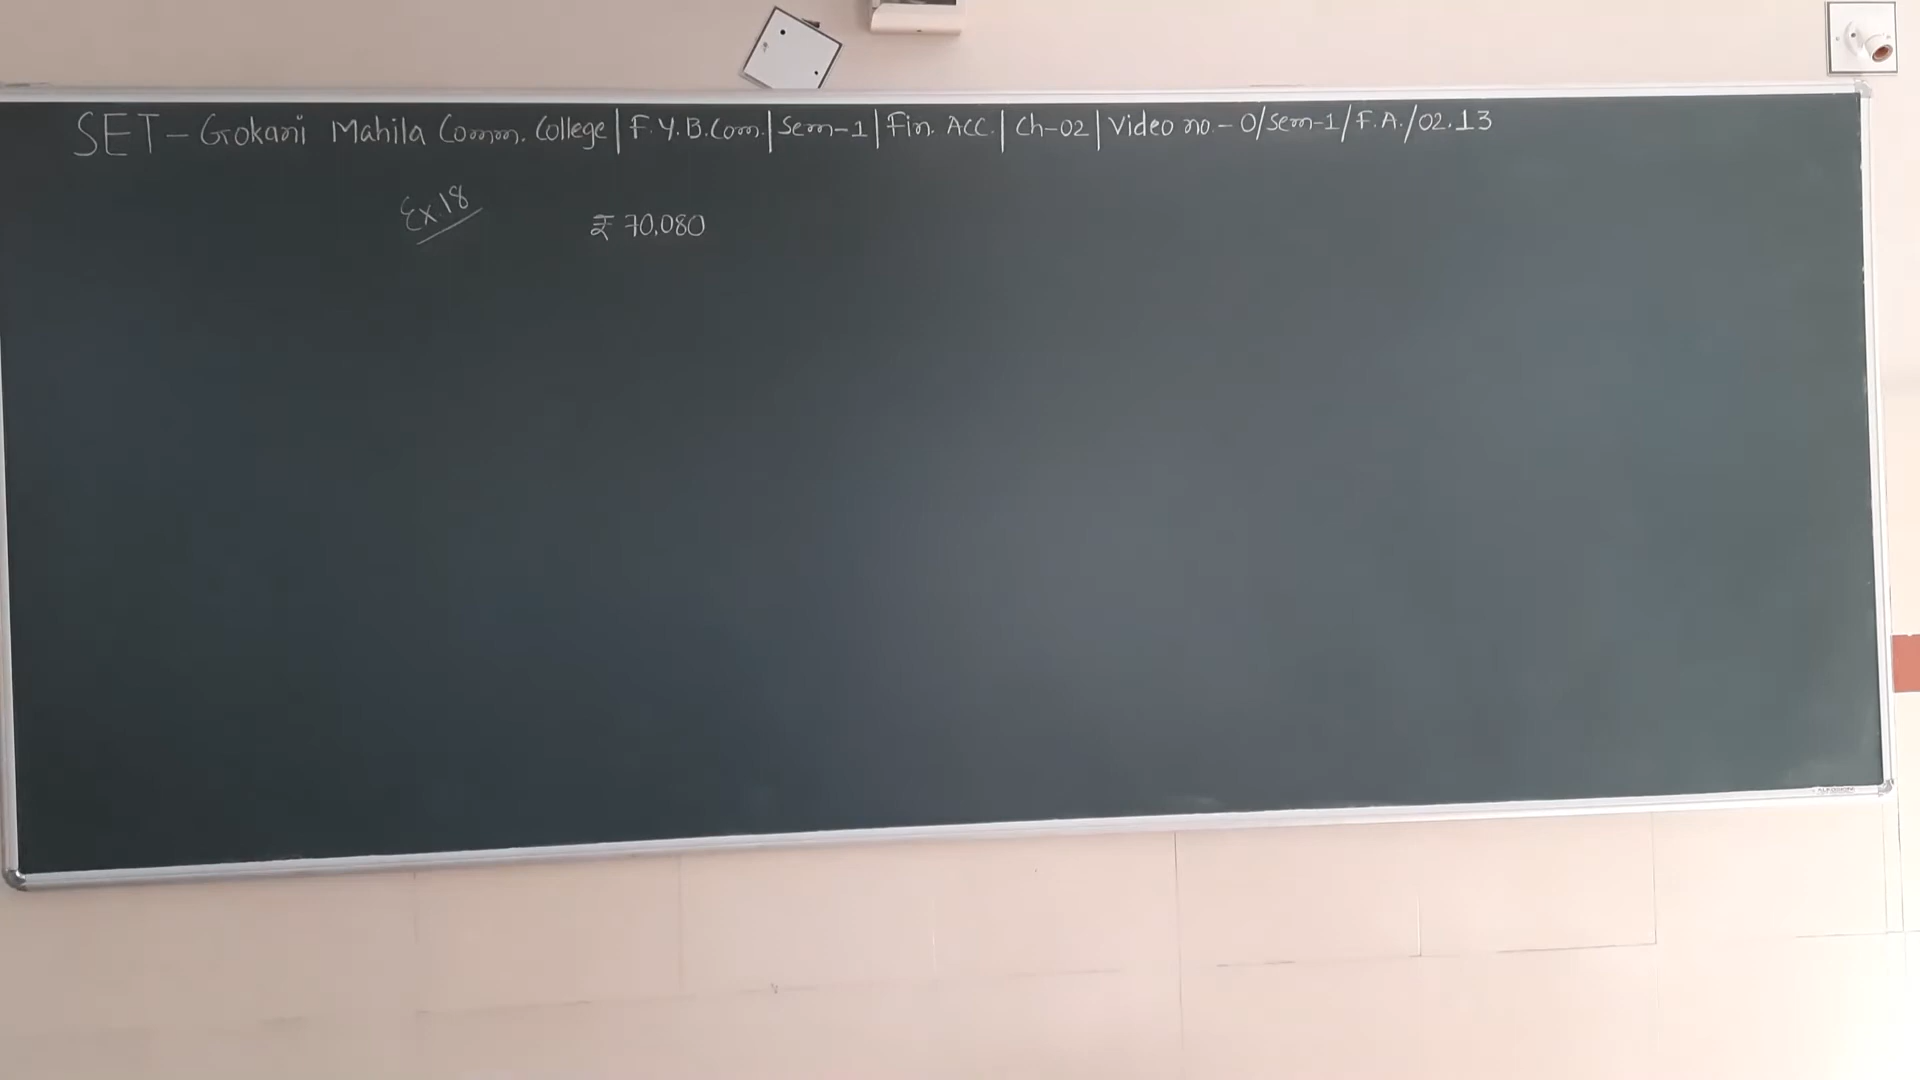 SET - Gokani Mahila Comm. College | F.Y.B.Com. | Sem-1 | Fin. Acc. | Ch-02 | Video no. - O/Sem-1/F.A./02.13
Ex.18 ₹ 70,080